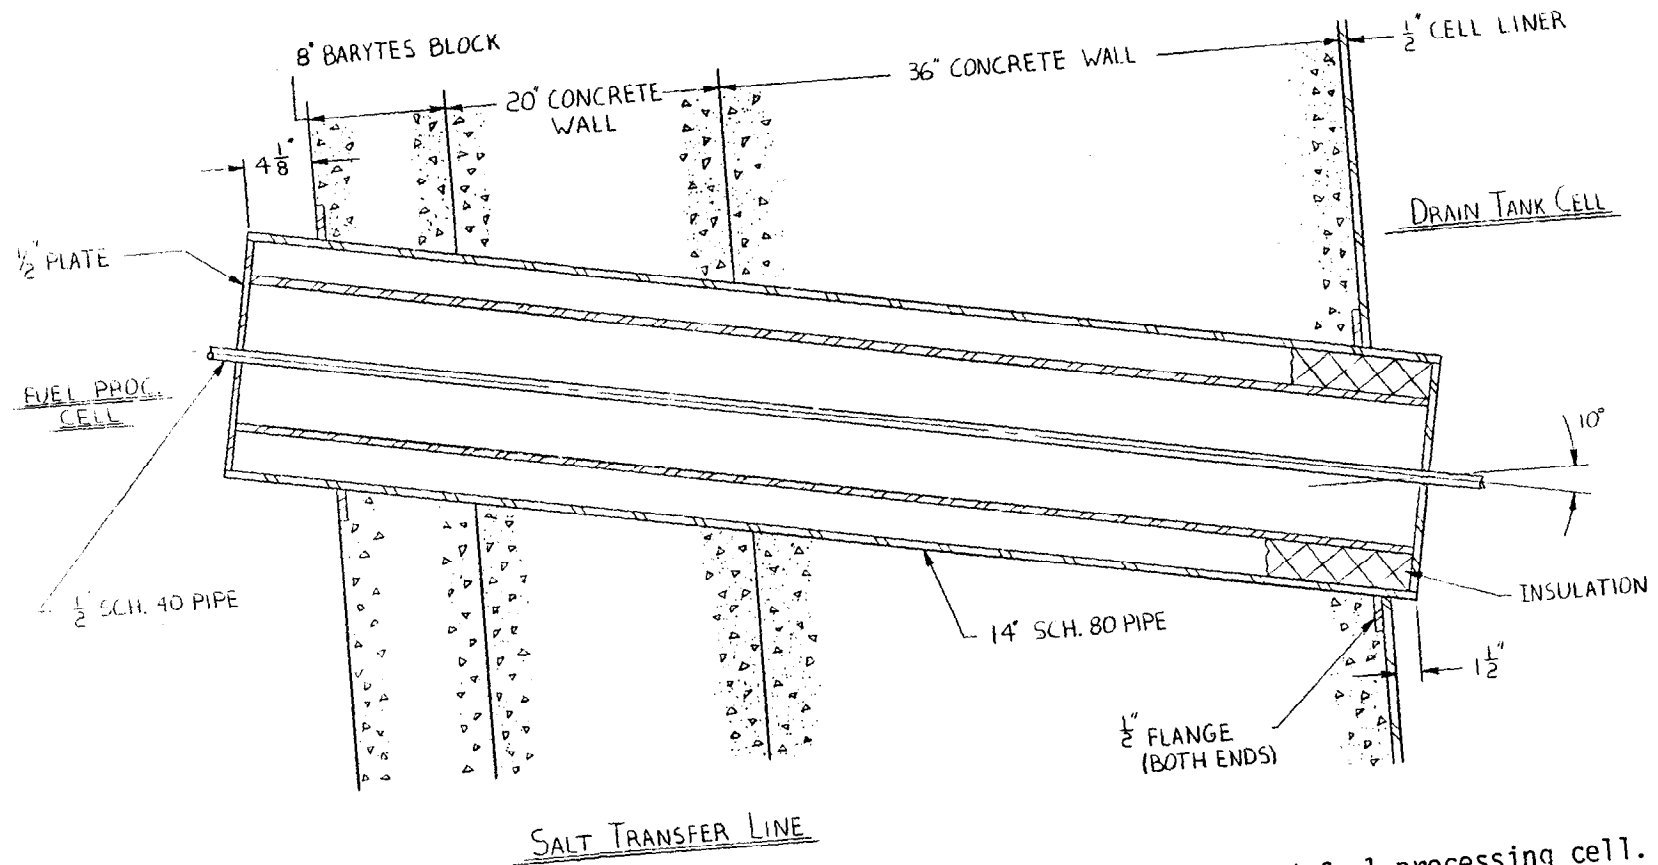 8" BARYTES BLOCK
20" CONCRETE
WALL
36" CONCRETE WALL
1/2" CELL LINER
4 1/8"
DRAIN TANK CELL
1/2" PLATE
FUEL PROC.
CELL
10°
1/2" SCH. 40 PIPE
14" SCH. 80 PIPE
INSULATION
1 1/2"
1/2" FLANGE
(BOTH ENDS)
SALT TRANSFER LINE
processing cell.